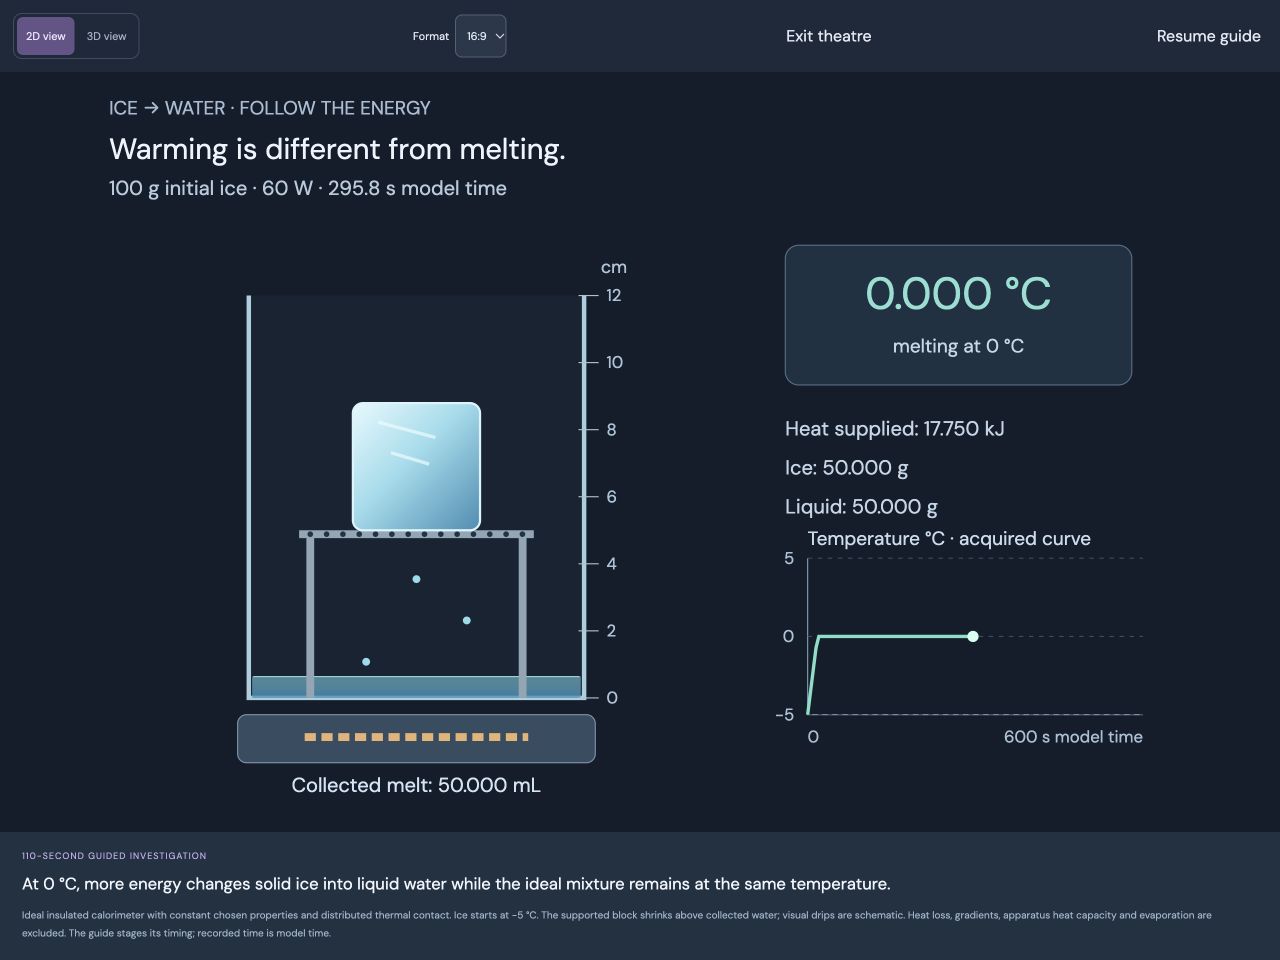 2D view
3D view
Format
16:9
Exit theatre
Resume guide
ICE → WATER · FOLLOW THE ENERGY
Warming is different from melting.
100 g initial ice · 60 W · 295.8 s model time
cm
12
10
8
6
4
2
0
Collected melt: 50.000 mL
0.000 °C
melting at 0 °C
Heat supplied: 17.750 kJ
Ice: 50.000 g
Liquid: 50.000 g
Temperature °C · acquired curve
5
0
−5
0
600 s model time
110-SECOND GUIDED INVESTIGATION
At 0 °C, more energy changes solid ice into liquid water while the ideal mixture remains at the same temperature.
Ideal insulated calorimeter with constant chosen properties and distributed thermal contact. Ice starts at −5 °C. The supported block shrinks above collected water; visual drips are schematic. Heat loss, gradients, apparatus heat capacity and evaporation are
excluded. The guide stages its timing; recorded time is model time.